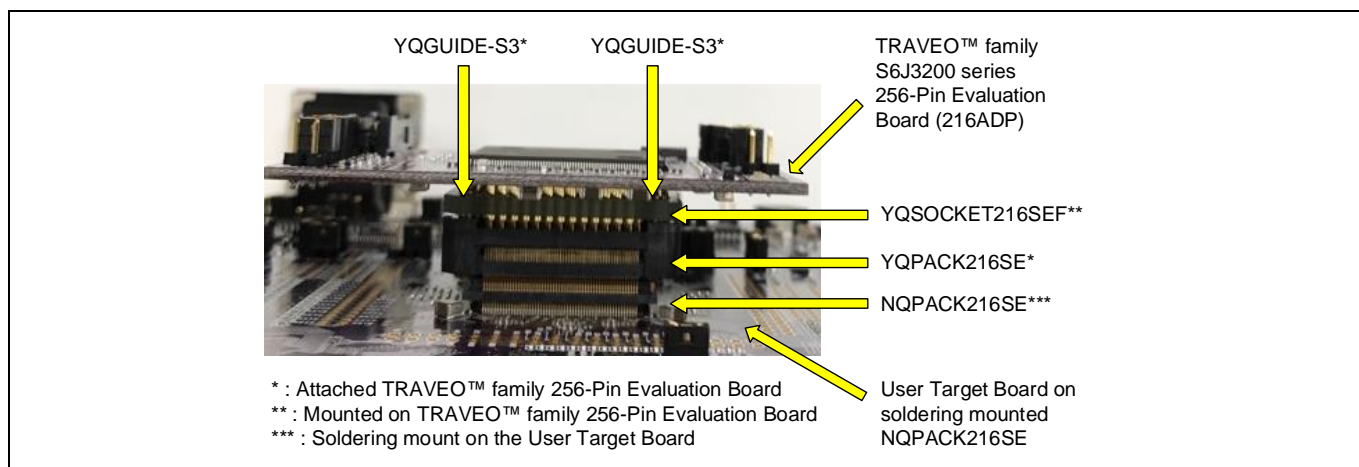 YQGUIDE-S3*
YQGUIDE-S3*
TRAVEO™ family
S6J3200 series
256-Pin Evaluation
Board (216ADP)
YQSOCKET216SEF**
YQPACK216SE*
NQPACK216SE***
User Target Board on
soldering mounted
NQPACK216SE
* : Attached TRAVEO™ family 256-Pin Evaluation Board
** : Mounted on TRAVEO™ family 256-Pin Evaluation Board
*** : Soldering mount on the User Target Board